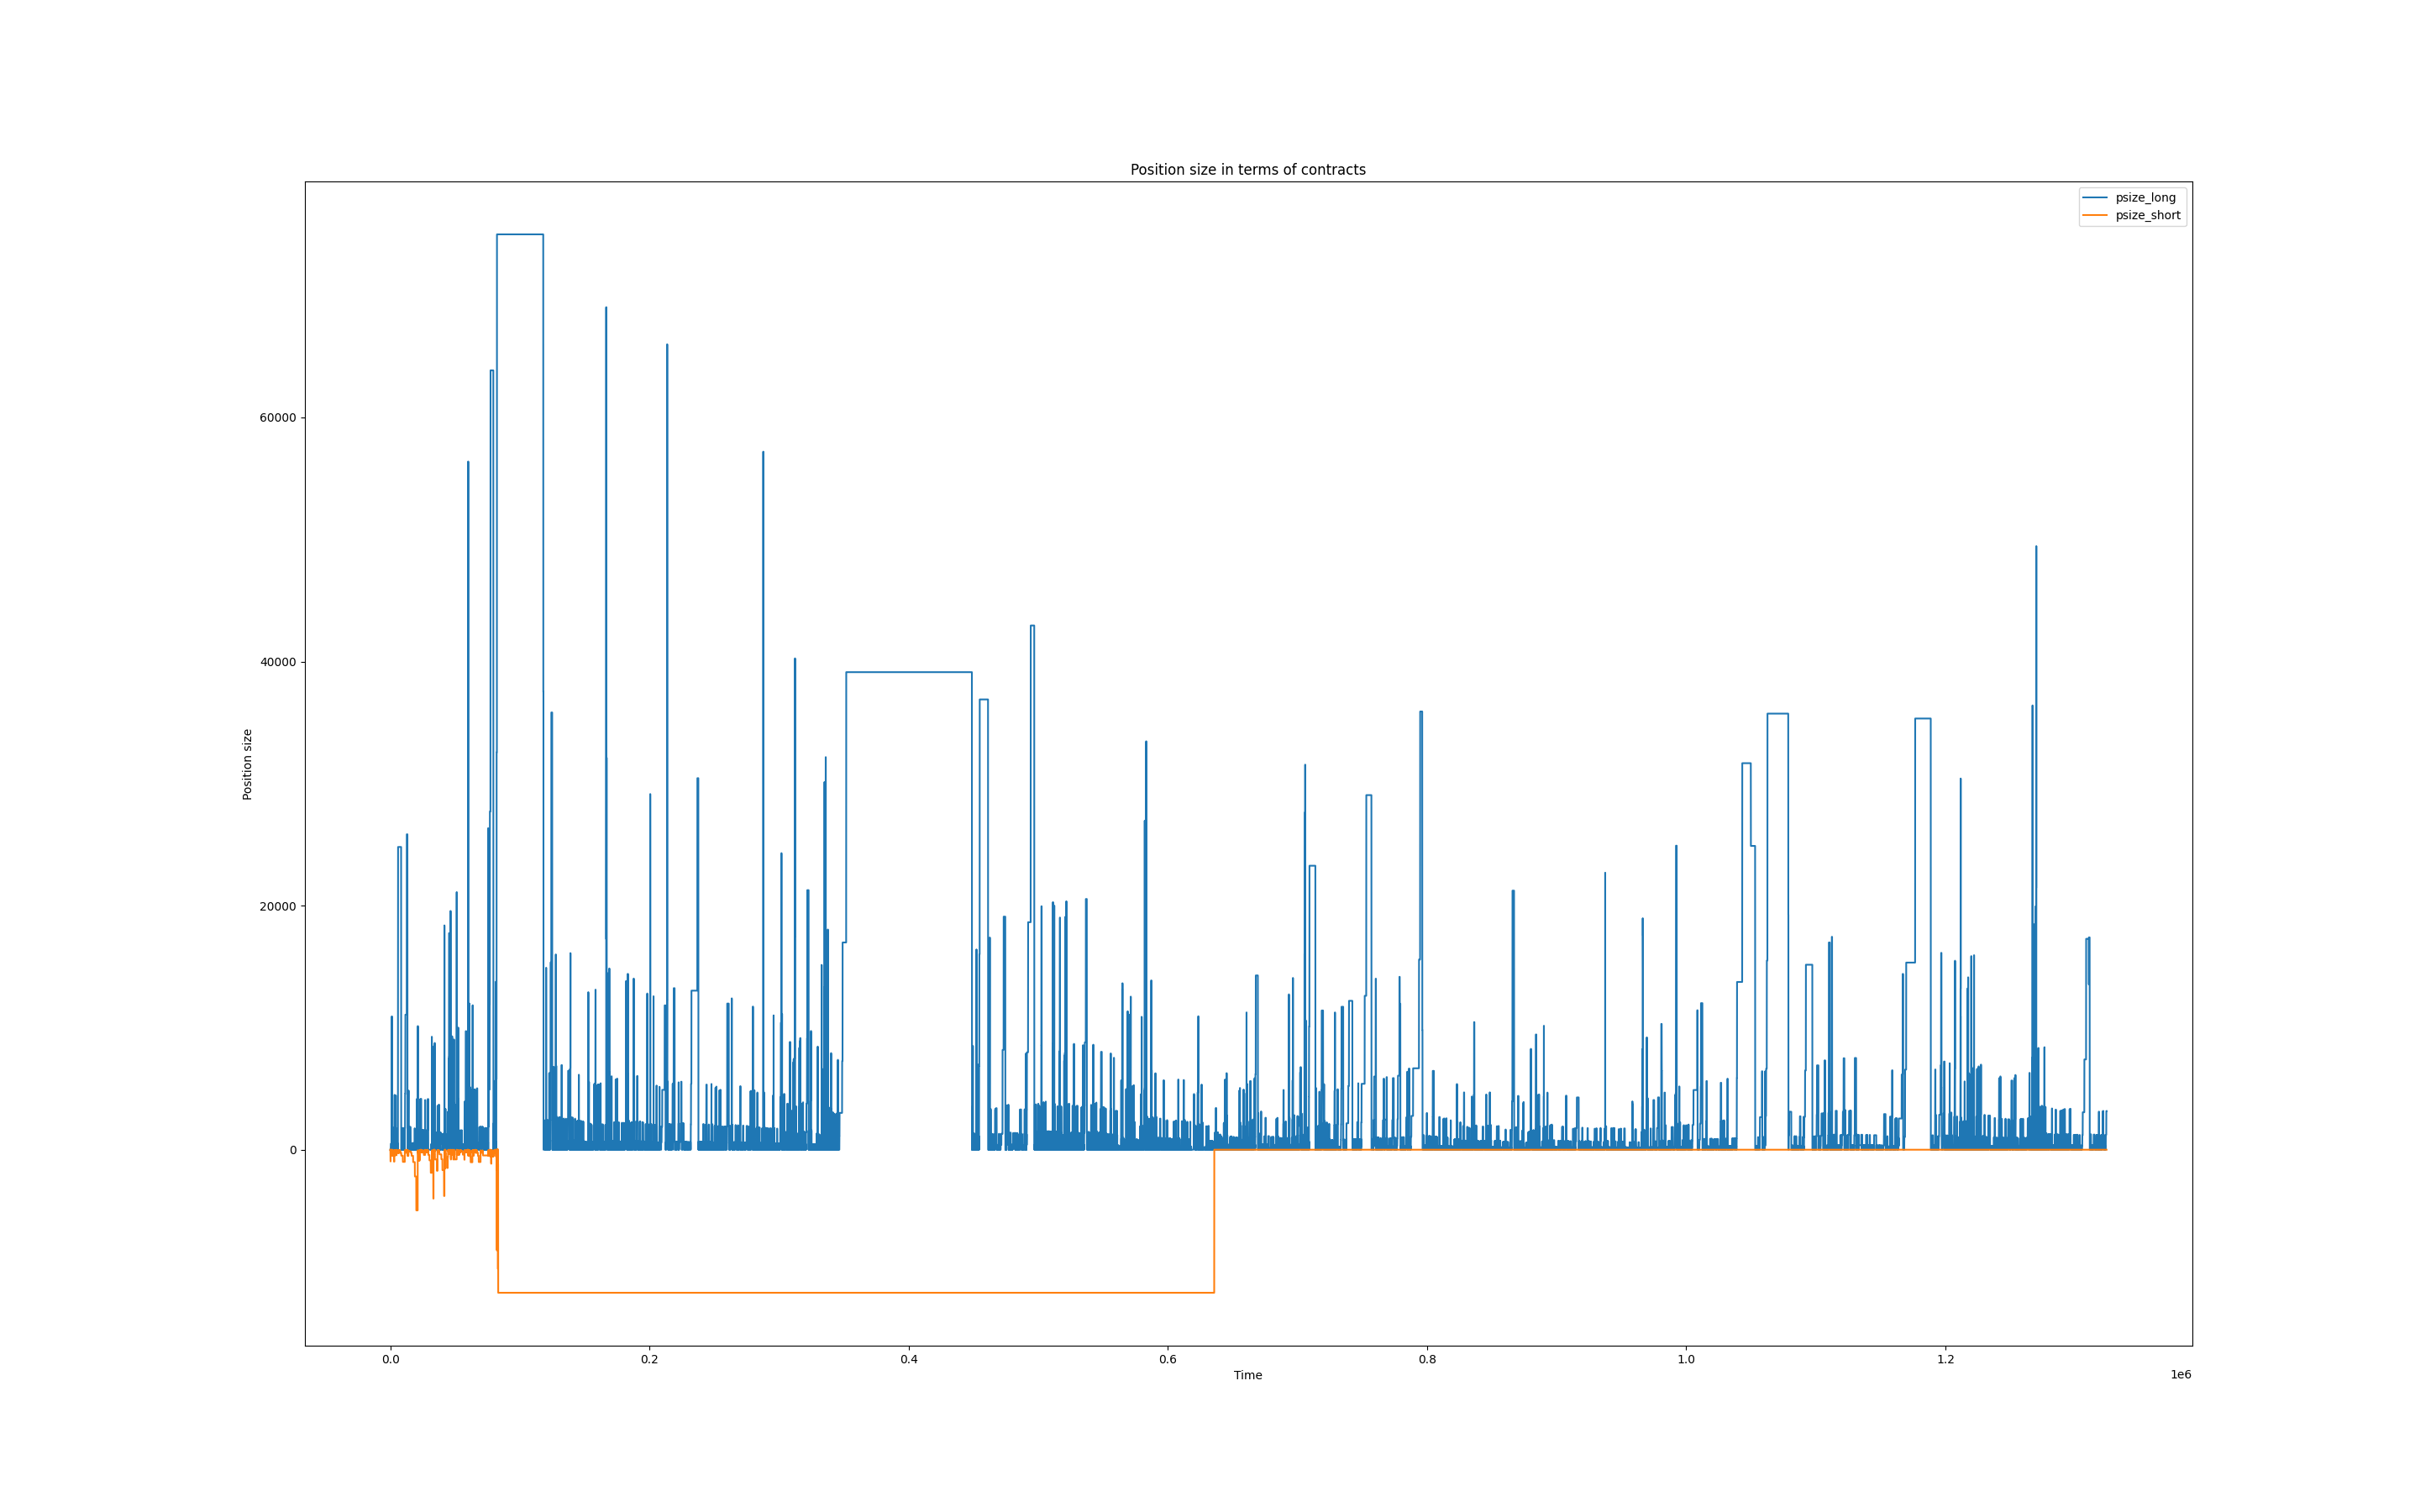 Position size in terms of contracts
psize_long
psize_short
Position size
60000
40000
20000
0
0.0 0.2 0.4 0.6 0.8 1.0 1.2
Time
1e6